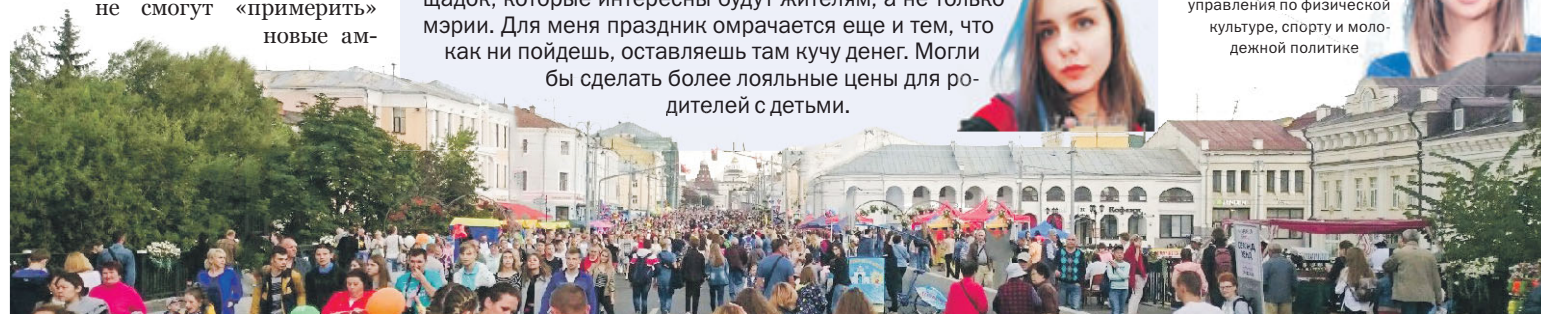 не смогут «примерить»
новые ам-
щадок, которые интересны будут жителям, а не только
мэрии. Для меня праздник омрачается еще и тем, что
как ни пойдешь, оставляешь там кучу денег. Могли
бы сделать более лояльные цены для ро-
дителей с детьми.
управления по физической
культуре, спорту и моло-
дежной политике